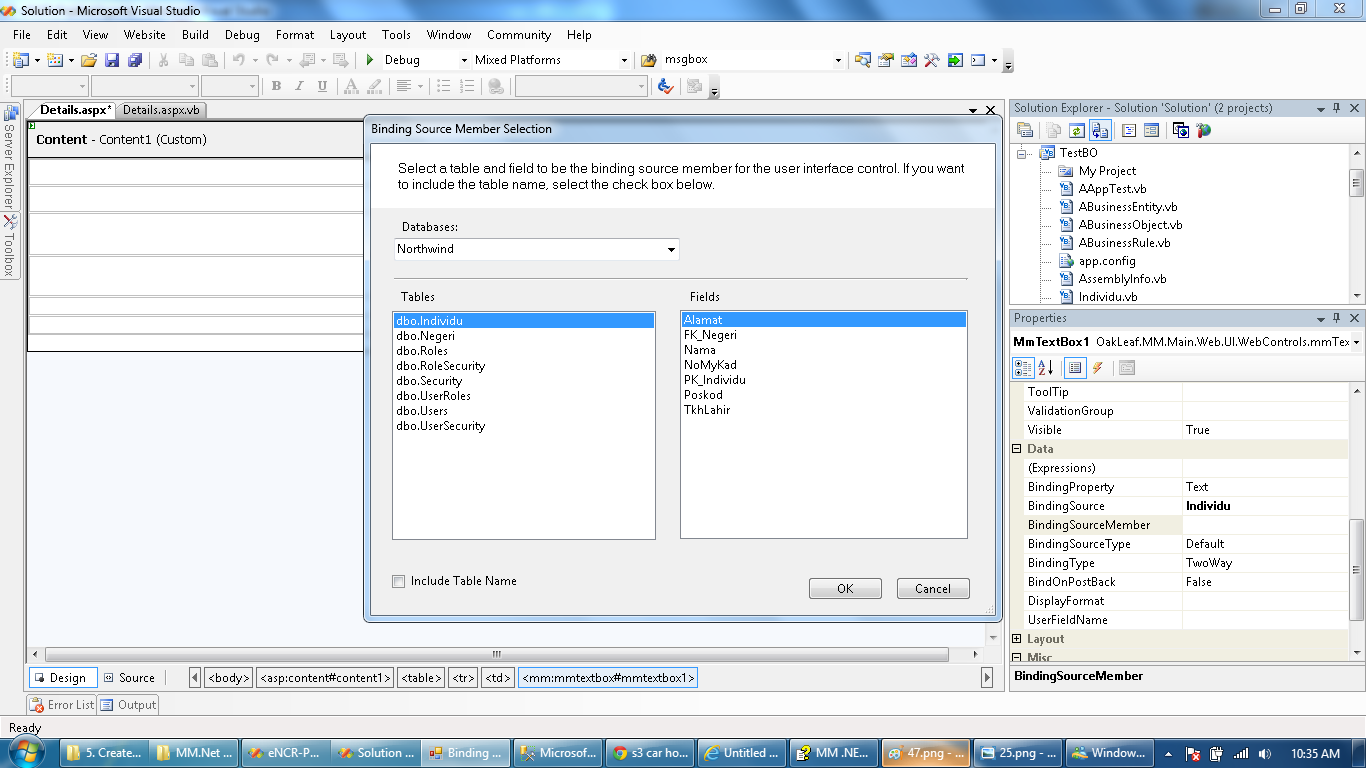 Solution - Microsoft Visual Studio
File Edit View Website Build Debug Format Layout Tools Window Community Help
Debug Mixed Platforms msgbox
B I U A
Details.aspx* Details.aspx.vb
Server Explorer
Toolbox
Content - Content1 (Custom)
Binding Source Member Selection
Select a table and field to be the binding source member for the user interface control. If you want
to include the table name, select the check box below.
Databases:
Northwind
Tables
dbo.Individu
dbo.Negeri
dbo.Roles
dbo.RoleSecurity
dbo.Security
dbo.UserRoles
dbo.Users
dbo.UserSecurity
Fields
Alamat
FK_Negeri
Nama
NoMyKad
PK_Individu
Poskod
TkhLahir
Include Table Name
OK Cancel
Solution Explorer - Solution 'Solution' (2 projects)
TestBO
My Project
AAppTest.vb
ABusinessEntity.vb
ABusinessObject.vb
ABusinessRule.vb
app.config
AssemblyInfo.vb
Individu.vb
Properties
MmTextBox1 OakLeaf.MM.Main.Web.UI.WebControls.mmTex
ToolTip
ValidationGroup
Visible True
Data
(Expressions)
BindingProperty Text
BindingSource Individu
BindingSourceMember
BindingSourceType Default
BindingType TwoWay
BindOnPostBack False
DisplayFormat
UserFieldName
Layout
Misc
BindingSourceMember
Design Source <body> <asp:content#content1> <table> <tr> <td> <mm:mmtextbox#mmtextbox1>
Error List Output
Ready
5. Create... MM.Net ... eNCR-P... Solution ... Binding ... Microsof... s3 car ho... Untitled ... MM .NE... 47.png - ... 25.png - ... Window... 10:35 AM